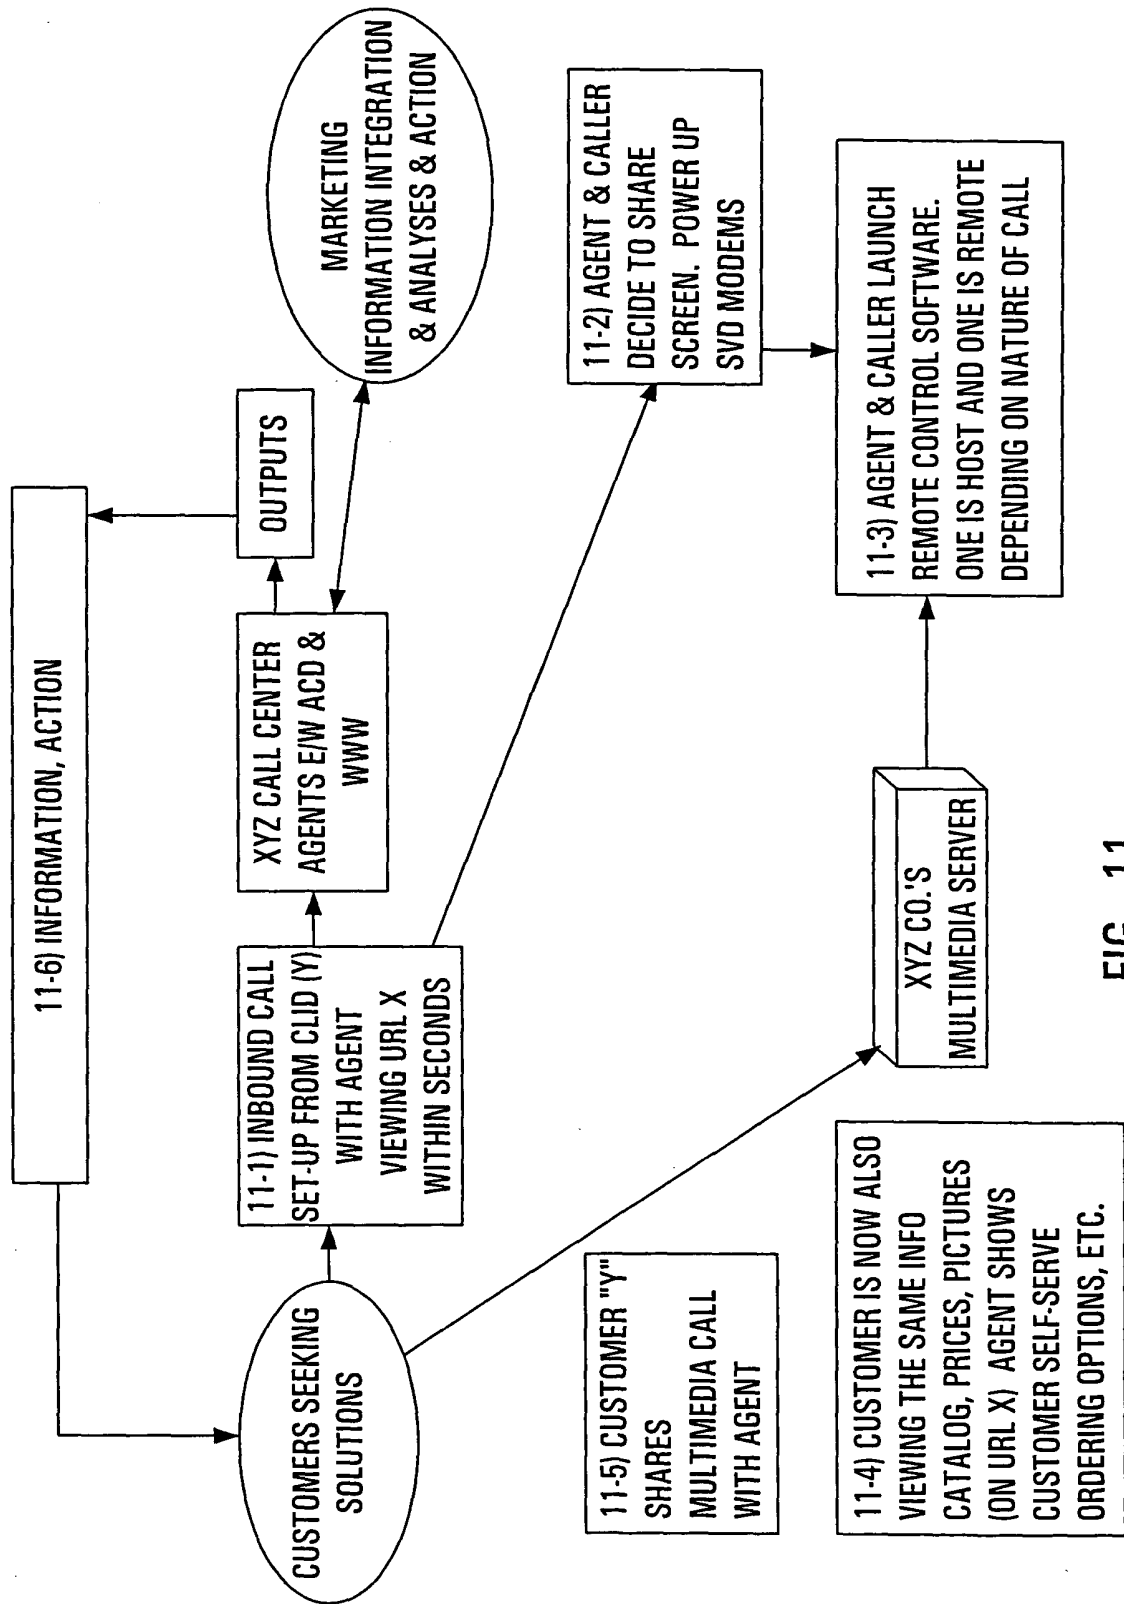 11-6) INFORMATION, ACTION
CUSTOMERS SEEKING
SOLUTIONS
11-1) INBOUND CALL
SET-UP FROM CLID (Y)
WITH AGENT
VIEWING URL X
WITHIN SECONDS
XYZ CALL CENTER
AGENTS E/W ACD &
WWW
OUTPUTS
MARKETING
INFORMATION INTEGRATION
& ANALYSES & ACTION
11-5) CUSTOMER "Y"
SHARES
MULTIMEDIA CALL
WITH AGENT
11-2) AGENT & CALLER
DECIDE TO SHARE
SCREEN. POWER UP
SVD MODEMS
11-4) CUSTOMER IS NOW ALSO
VIEWING THE SAME INFO
CATALOG, PRICES, PICTURES
(ON URL X) AGENT SHOWS
CUSTOMER SELF-SERVE
ORDERING OPTIONS, ETC.
XYZ CO.'S
MULTIMEDIA SERVER
11-3) AGENT & CALLER LAUNCH
REMOTE CONTROL SOFTWARE.
ONE IS HOST AND ONE IS REMOTE
DEPENDING ON NATURE OF CALL
FIG. 11